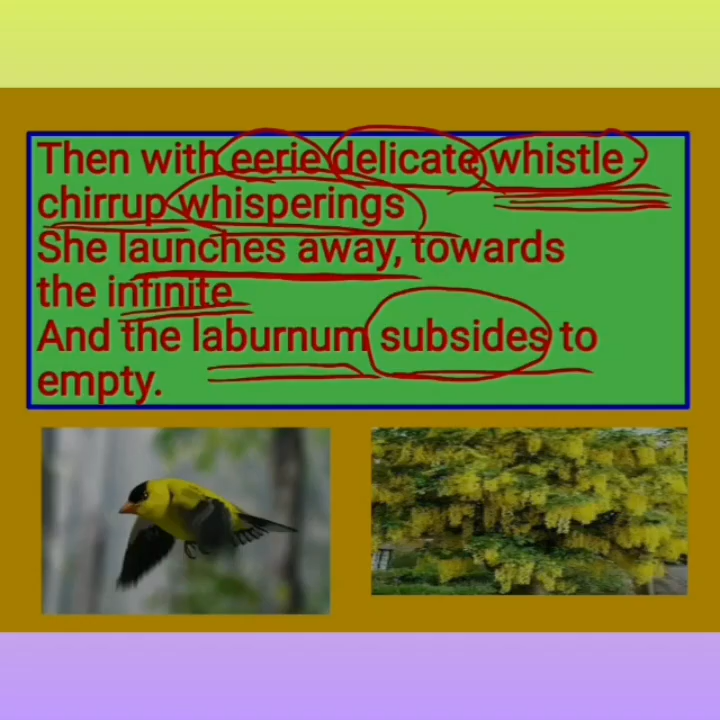 Then with eerie delicate whistle -
chirrup whisperings
She launches away, towards
the infinite
And the laburnum subsides to
empty.